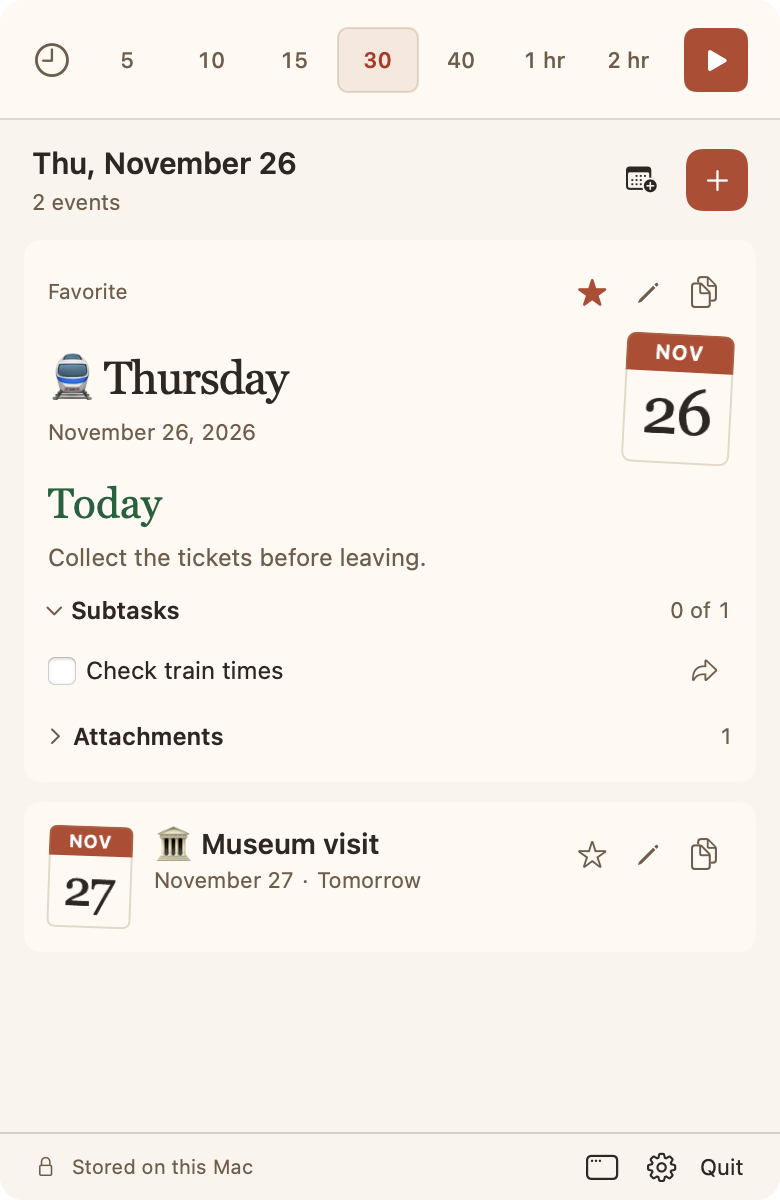 5 10 15 30 40 1 hr 2 hr
Thu, November 26
2 events
Favorite
Thursday
November 26, 2026
NOV
26
Today
Collect the tickets before leaving.
Subtasks 0 of 1
Check train times
Attachments 1
NOV
27
Museum visit
November 27 · Tomorrow
Stored on this Mac Quit